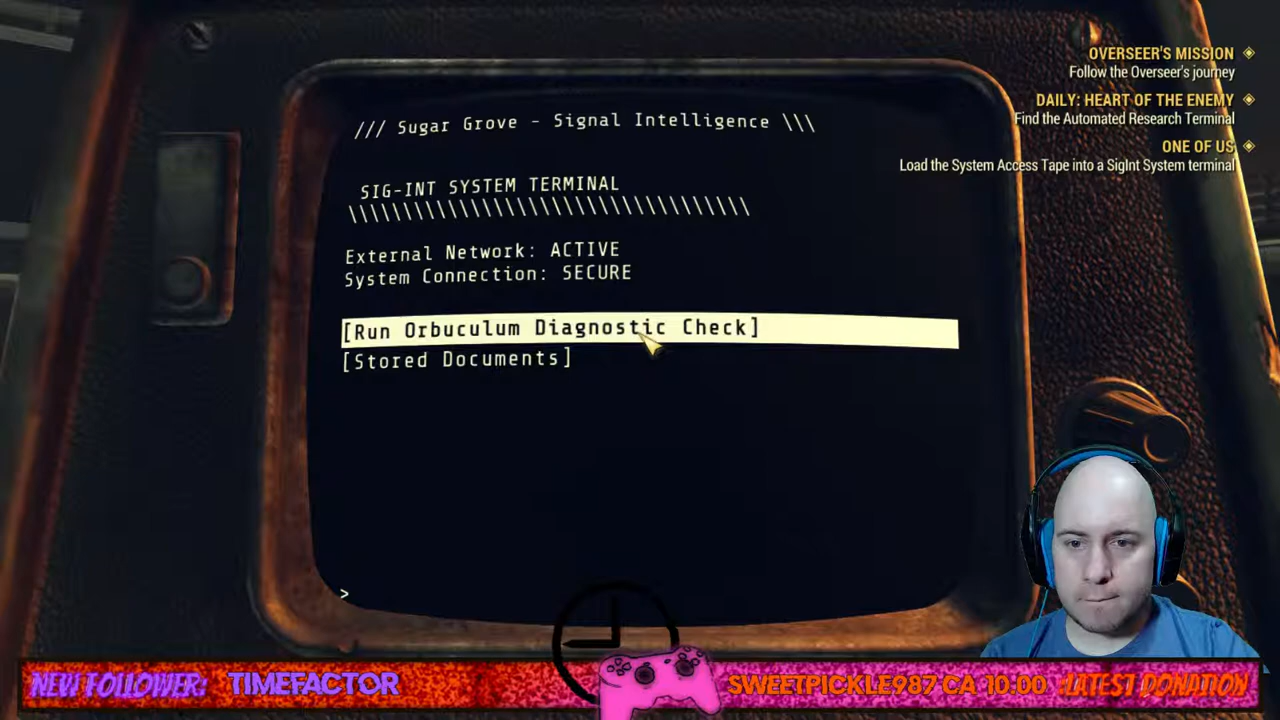 /// Sugar Grove - Signal Intelligence \\\
SIG-INT SYSTEM TERMINAL
\\\\\\\\\\\\\\\\\\\\\\\\\\\\\\\\\\
External Network: ACTIVE
System Connection: SECURE
[Run Orbuculum Diagnostic Check]
[Stored Documents]
>
OVERSEER'S MISSION
Follow the Overseer's journey
DAILY: HEART OF THE ENEMY
Find the Automated Research Terminal
ONE OF US
Load the System Access Tape into a SigInt System terminal
NEW FOLLOWER: TIMEFACTOR
SWEETPICKLE987 CA 10.00 :LATEST DONATION